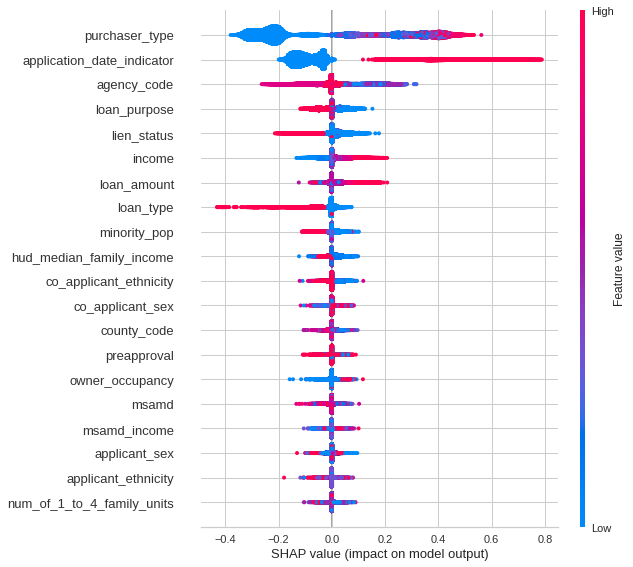 High
purchaser_type
application_date_indicator
agency_code
loan_purpose
lien_status
income
loan_amount
loan_type
minority_pop
hud_median_family_income
co_applicant_ethnicity
co_applicant_sex
county_code
preapproval
owner_occupancy
msamd
msamd_income
applicant_sex
applicant_ethnicity
num_of_1_to_4_family_units
Feature value
Low
−0.4 −0.2 0.0 0.2 0.4 0.6 0.8
SHAP value (impact on model output)